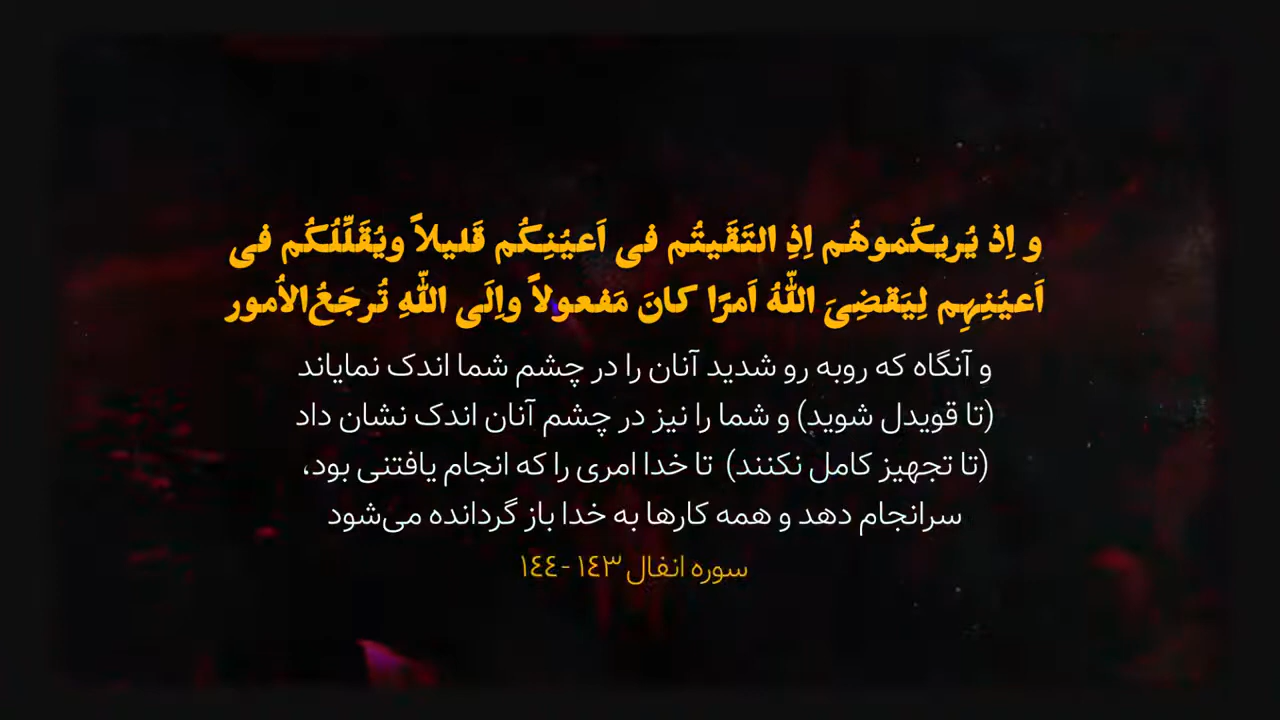 و اِذ یُریکُموهُم اِذِ التَقَیتُم فی اَعیُنِکُم قَلیلاً ویُقَلِّلُکُم فی
اَعیُنِهِم لِیَقضِیَ اللّهُ اَمرًا کانَ مَفعولاً واِلَی اللّهِ تُرجَعُ‌الاُمور
و آنگاه که روبه رو شدید آنان را در چشم شما اندک نمایاند
(تا قویدل شوید) و شما را نیز در چشم آنان اندک نشان داد
(تا تجهیز کامل نکنند) تا خدا امری را که انجام یافتنی بود،
سرانجام دهد و همه کارها به خدا باز گردانده می‌شود
سوره انفال ١٤٣ -١٤٤